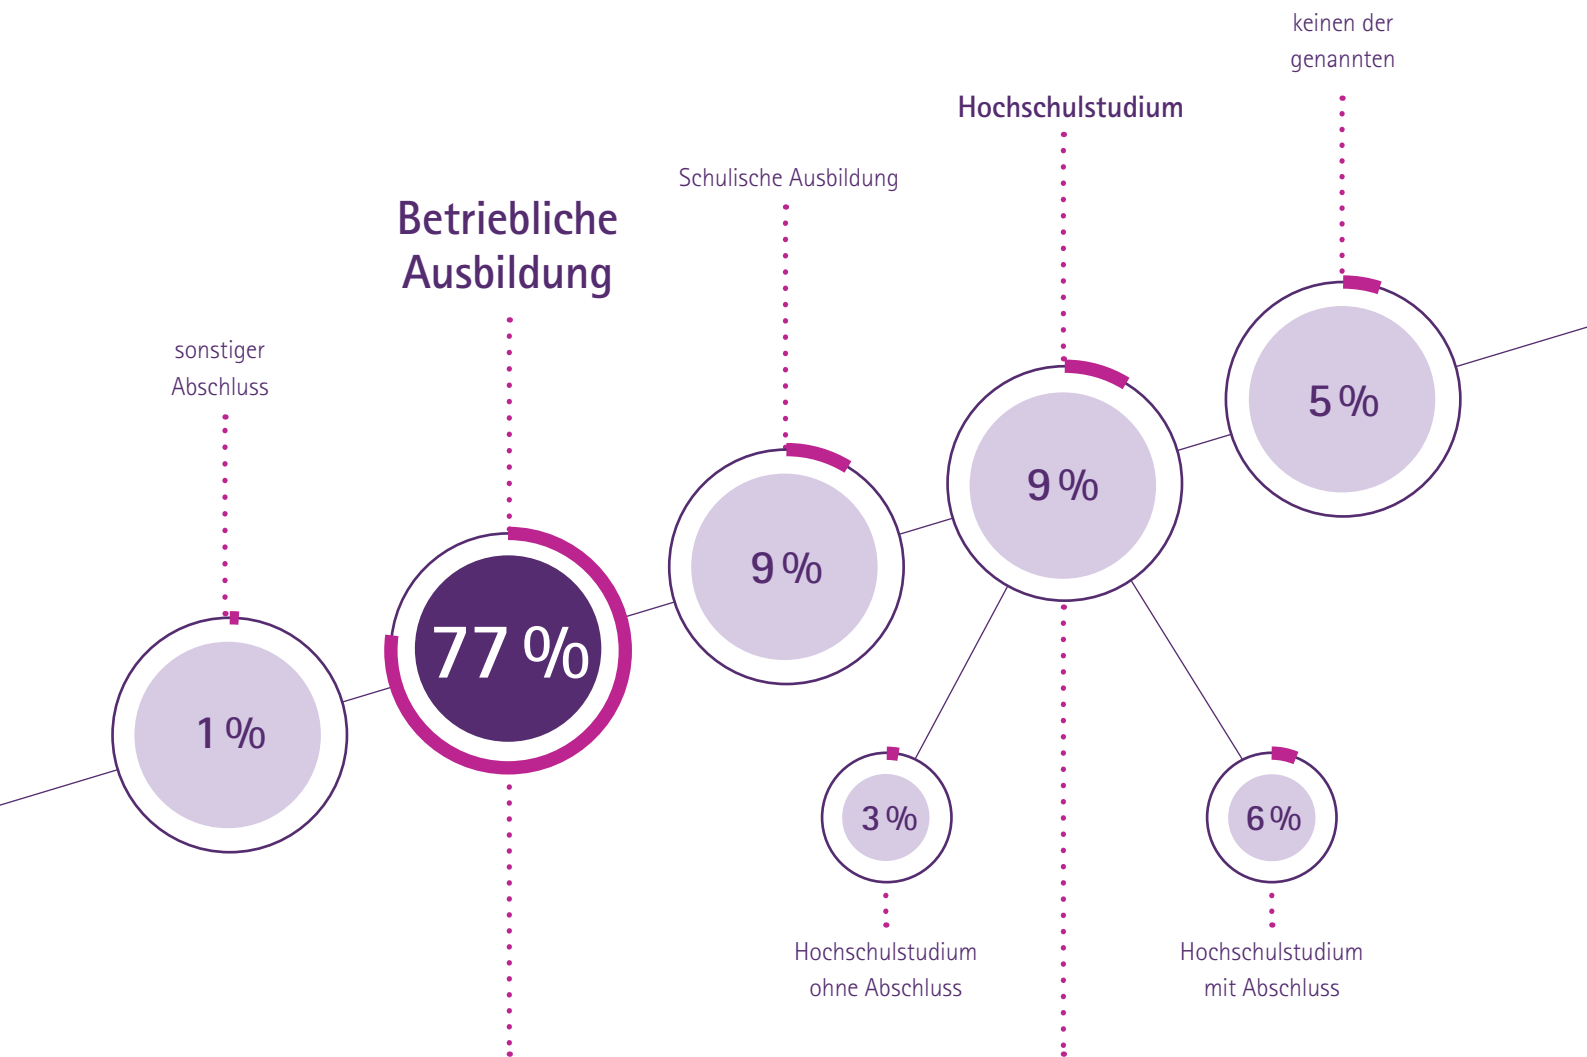 keinen der
genannten
Hochschulstudium
Schulische Ausbildung
Betriebliche
Ausbildung
sonstiger
Abschluss
5 %
9 %
9 %
77 %
1 %
3 %
6 %
Hochschulstudium
ohne Abschluss
Hochschulstudium
mit Abschluss